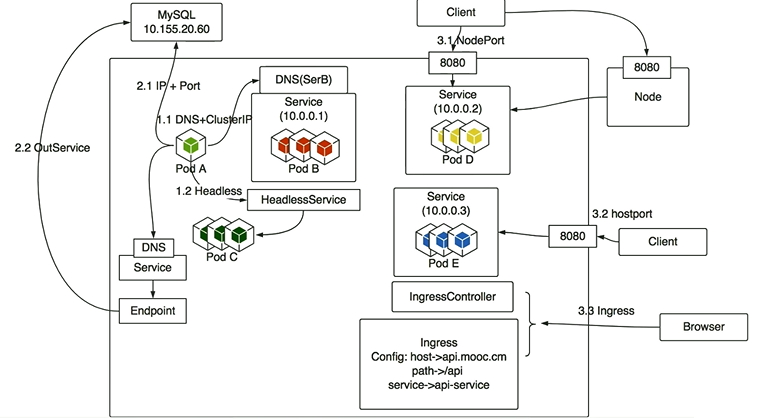 MySQL
10.155.20.60
Client
3.1 NodePort
8080
8080
Node
2.1 IP + Port
DNS(SerB)
Service
(10.0.0.1)
Pod B
Service
(10.0.0.2)
Pod D
1.1 DNS+ClusterIP
2.2 OutService
Pod A
1.2 Headless
HeadlessService
Pod C
Service
(10.0.0.3)
Pod E
3.2 hostport
8080
Client
DNS
Service
Endpoint
IngressController
3.3 Ingress
Browser
Ingress
Config: host->api.mooc.cm
path->/api
service->api-service